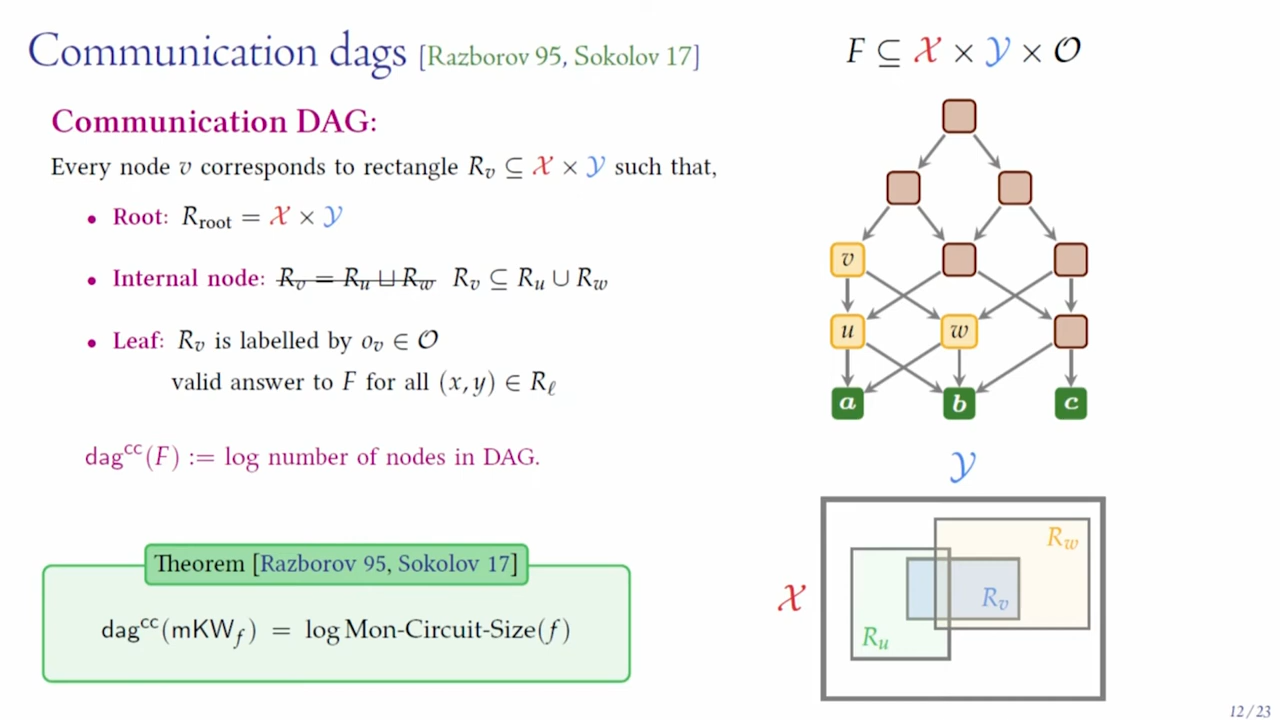 Communication dags [Razborov 95, Sokolov 17]
F ⊆ 𝒳 × 𝒴 × 𝒪
Communication DAG:
Every node v corresponds to rectangle R_v ⊆ 𝒳 × 𝒴 such that,
• Root: R_root = 𝒳 × 𝒴
• Internal node: ~~R_v = R_u ⊔ R_w~~ R_v ⊆ R_u ∪ R_w
• Leaf: R_v is labelled by o_v ∈ 𝒪
valid answer to F for all (x, y) ∈ R_ℓ
dag^cc(F) := log number of nodes in DAG.
Theorem [Razborov 95, Sokolov 17]
dag^cc(mKW_f) = log Mon-Circuit-Size(f)
v
u w
a b c
𝒴
𝒳
R_w
R_v
R_u
12/23